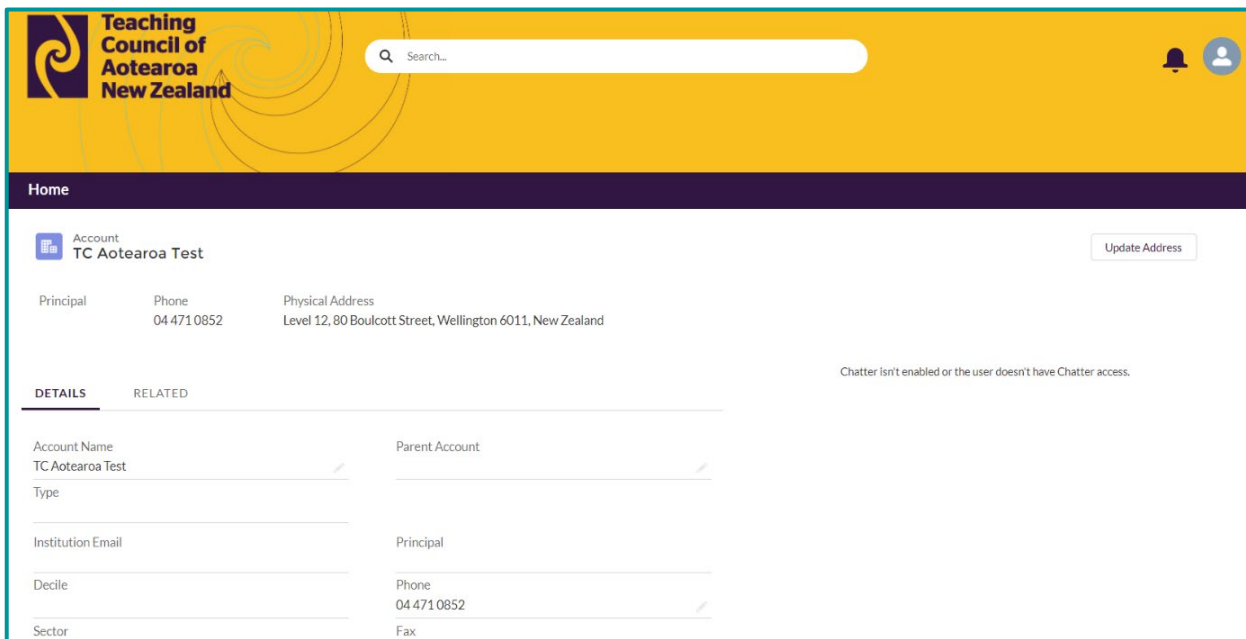 Teaching
Council of
Aotearoa
New Zealand
Search...
Home
Account
TC Aotearoa Test
Update Address
Principal
Phone
Physical Address
04 471 0852
Level 12, 80 Boulcott Street, Wellington 6011, New Zealand
Chatter isn't enabled or the user doesn't have Chatter access.
DETAILS
RELATED
Account Name
Parent Account
TC Aotearoa Test
Type
Institution Email
Principal
Decile
Phone
04 471 0852
Sector
Fax